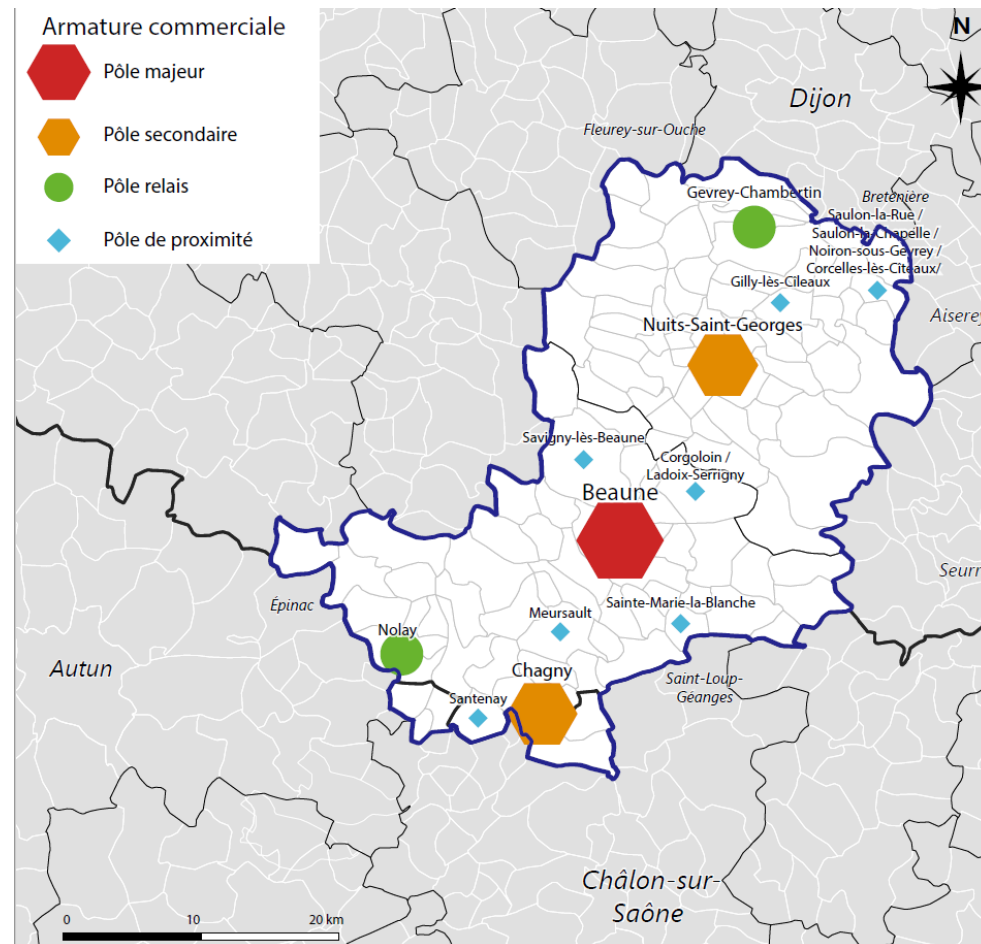 Armature commerciale
Pôle majeur
Pôle secondaire
Pôle relais
Pôle de proximité
N
Dijon
Fleurey-sur-Ouche
Gevrey-Chambertin
Bretenière
Saulon-la-Rue /
Saulon-la-Chapelle /
Noiron-sous-Gevrey /
Corcelles-lès-Cîteaux/
Gilly-lès-Cîleaux
Aiserey
Nuits-Saint-Georges
Savigny-lès-Beaune
Corgoloin /
Ladoix-Serrigny
Beaune
Seurr
Épinac
Meursault
Sainte-Marie-la-Blanche
Nolay
Autun
Chagny
Saint-Loup-
Géanges
Santenay
Châlon-sur-
Saône
0 10 20 km